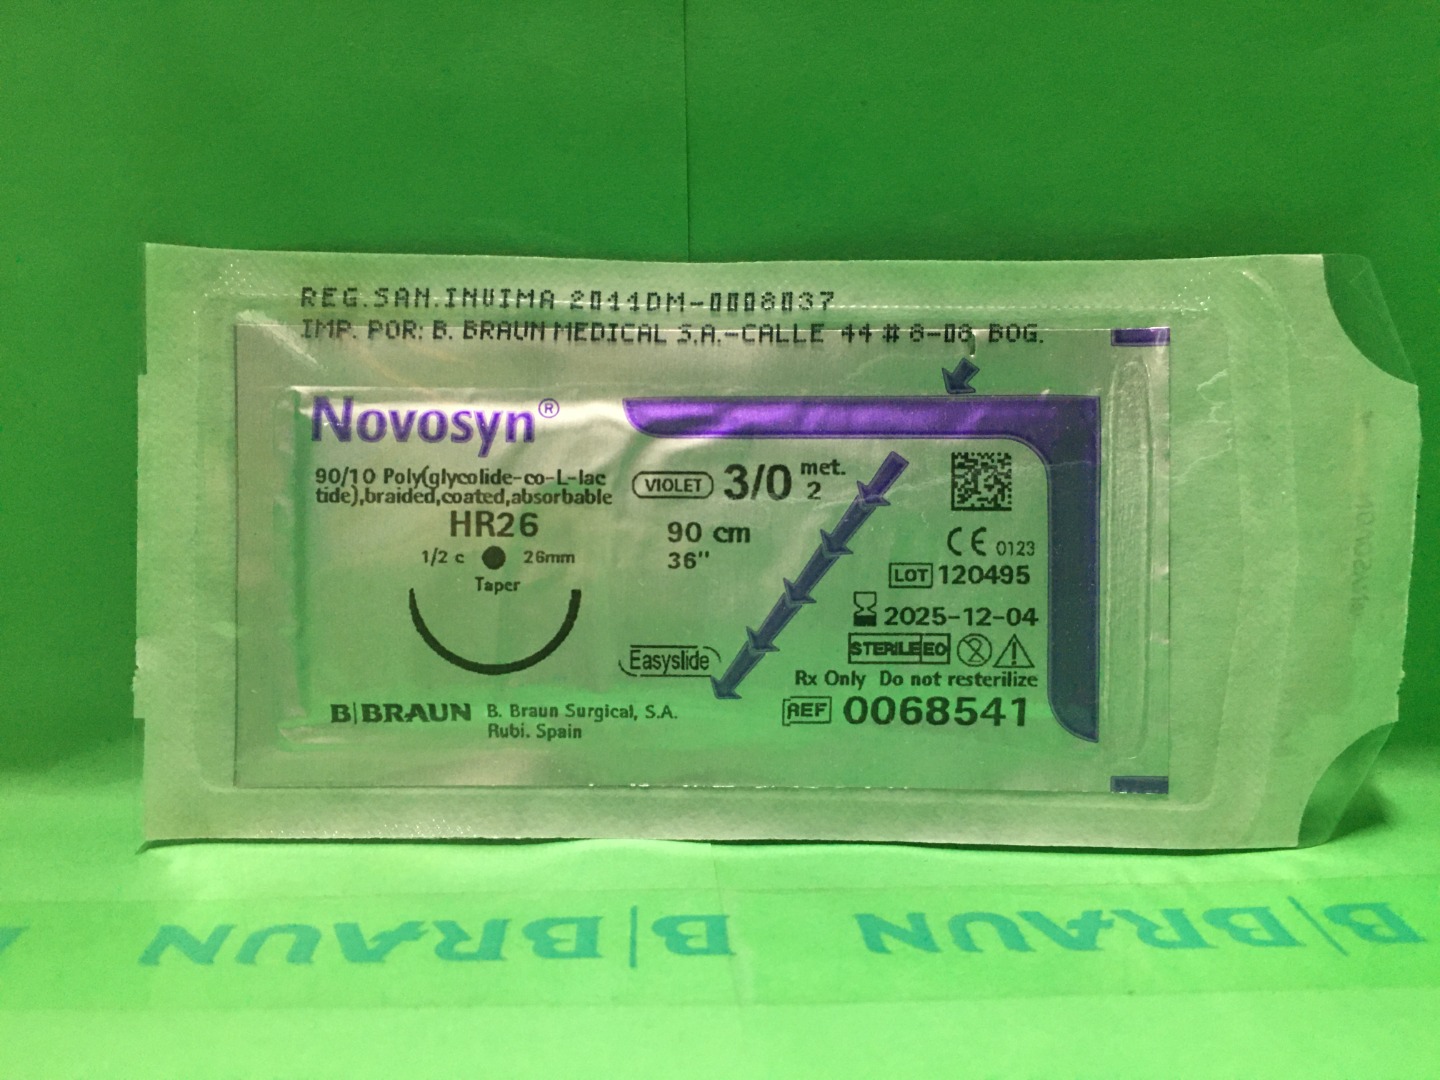 REG.SAN.INVIMA 2011DM-0008037
IMP. POR: B. BRAUN MEDICAL S.A.-CALLE 44 # 8-08 BOG.
Novosyn®
90/10 Poly(glycolide-co-L-lac
tide),braided,coated,absorbable
HR26
1/2 c 26mm
Taper
VIOLET 3/0 met. 2
90 cm
36"
Easyslide
CE 0123
LOT 120495
2025-12-04
STERILE EO
Rx Only Do not resterilize
REF 0068541
B|BRAUN B. Braun Surgical, S.A.
Rubi. Spain
B|BRAUN B|BRAUN